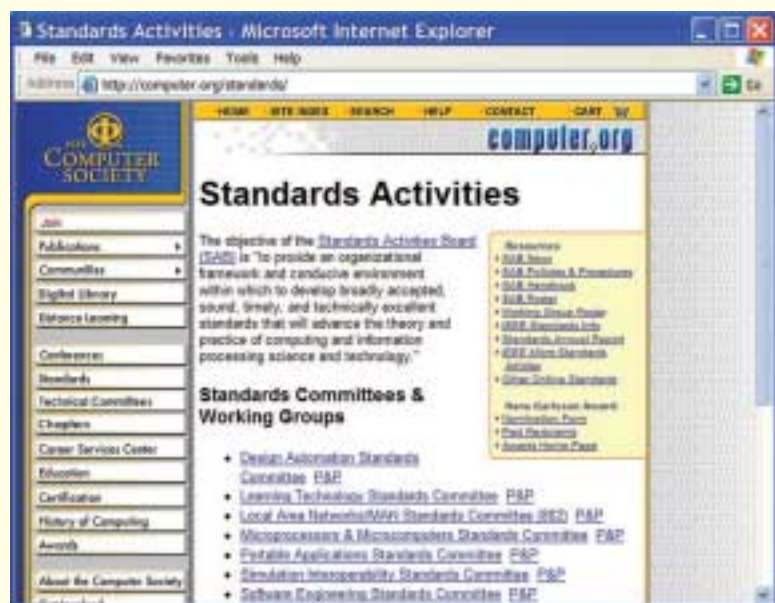 Standards Activities - Microsoft Internet Explorer
File Edit View Favorites Tools Help
Address http://computer.org/standards/ Go
HOME SITE INDEX SEARCH HELP CONTACT CART
computer.org
THE
COMPUTER
SOCIETY
Join
Publications
Communities
Digital Library
Distance Learning
Conferences
Standards
Technical Committees
Chapters
Career Services Center
Education
Certification
History of Computing
Awards
About the Computer Society
Standards Activities
The objective of the Standards Activities Board
(SAB) is "to provide an organizational
framework and conducive environment
within which to develop broadly accepted,
sound, timely, and technically excellent
standards that will advance the theory and
practice of computing and information
processing science and technology."
Resources
SAB News
SAB Policies & Procedures
SAB Handbook
SAB Roster
Working Group Roster
IEEE Standards Info
Standards Annual Report
IEEE Micro Standards
Articles
Other Online Standards
Hans Karlsson Award
Nomination Form
Past Recipients
Awards Home Page
Standards Committees &
Working Groups
Design Automation Standards
Committee P&P
Learning Technology Standards Committee P&P
Local Area Networks/MAN Standards Committee (802) P&P
Microprocessors & Microcomputers Standards Committee P&P
Portable Applications Standards Committee P&P
Simulation Interoperability Standards Committee P&P
Software Engineering Standards Committee P&P